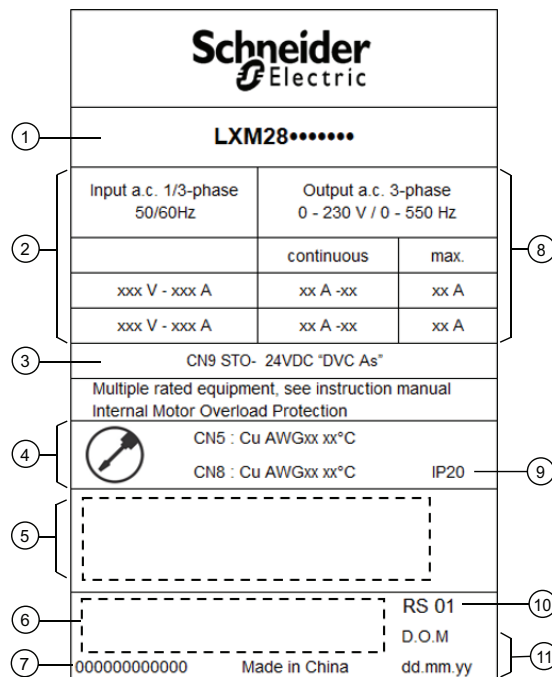 Schneider
Electric
1
LXM28•••••••
2
Input a.c. 1/3-phase
50/60Hz
Output a.c. 3-phase
0 - 230 V / 0 - 550 Hz
8
continuous
max.
xxx V - xxx A
xx A -xx
xx A
xxx V - xxx A
xx A -xx
xx A
3
CN9 STO- 24VDC "DVC As"
Multiple rated equipment, see instruction manual
Internal Motor Overload Protection
4
CN5 : Cu AWGxx xx°C
CN8 : Cu AWGxx xx°C
IP20
9
5
6
RS 01
10
D.O.M
7
000000000000
Made in China
dd.mm.yy
11